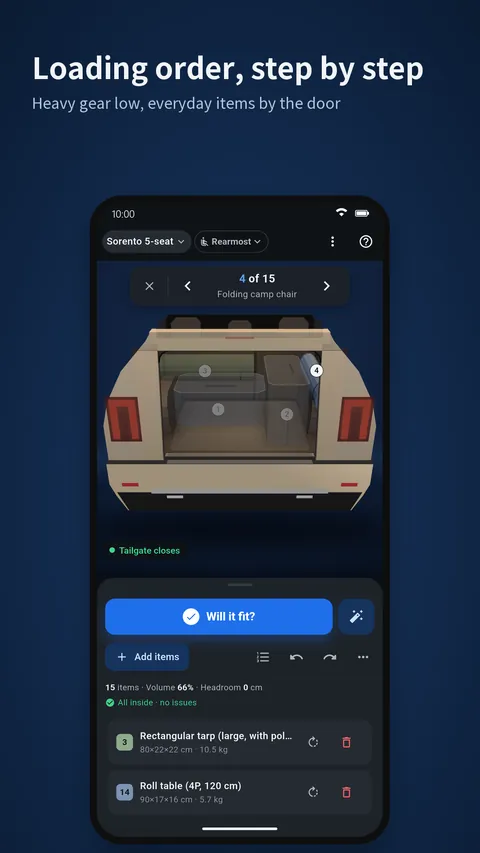 Loading order, step by step
Heavy gear low, everyday items by the door
10:00
Sorento 5-seat
Rearmost
4 of 15
Folding camp chair
3
4
1
2
Tailgate closes
Will it fit?
Add items
15 items · Volume 66% · Headroom 0 cm
All inside · no issues
3
Rectangular tarp (large, with pol...
80×22×22 cm · 10.5 kg
14
Roll table (4P, 120 cm)
90×17×16 cm · 5.7 kg